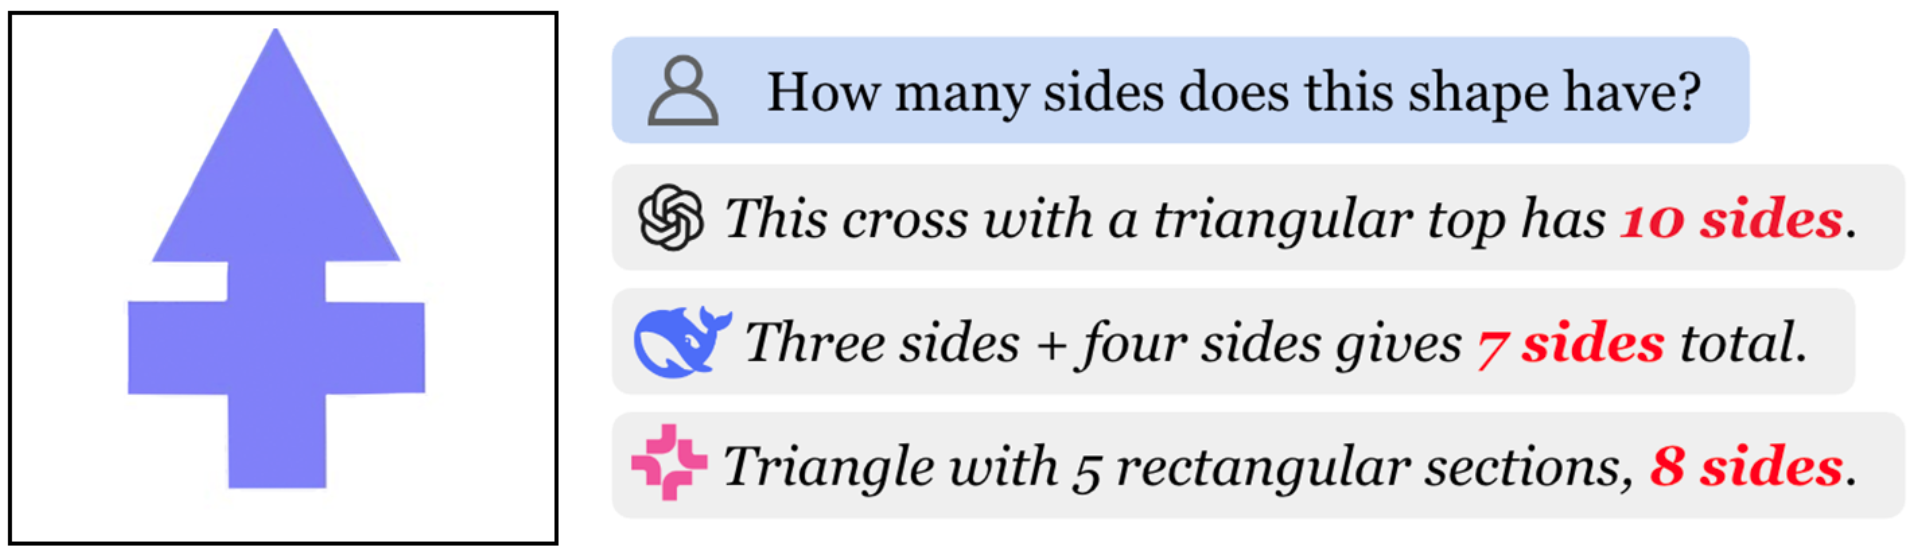 How many sides does this shape have?
This cross with a triangular top has 10 sides.
Three sides + four sides gives 7 sides total.
Triangle with 5 rectangular sections, 8 sides.